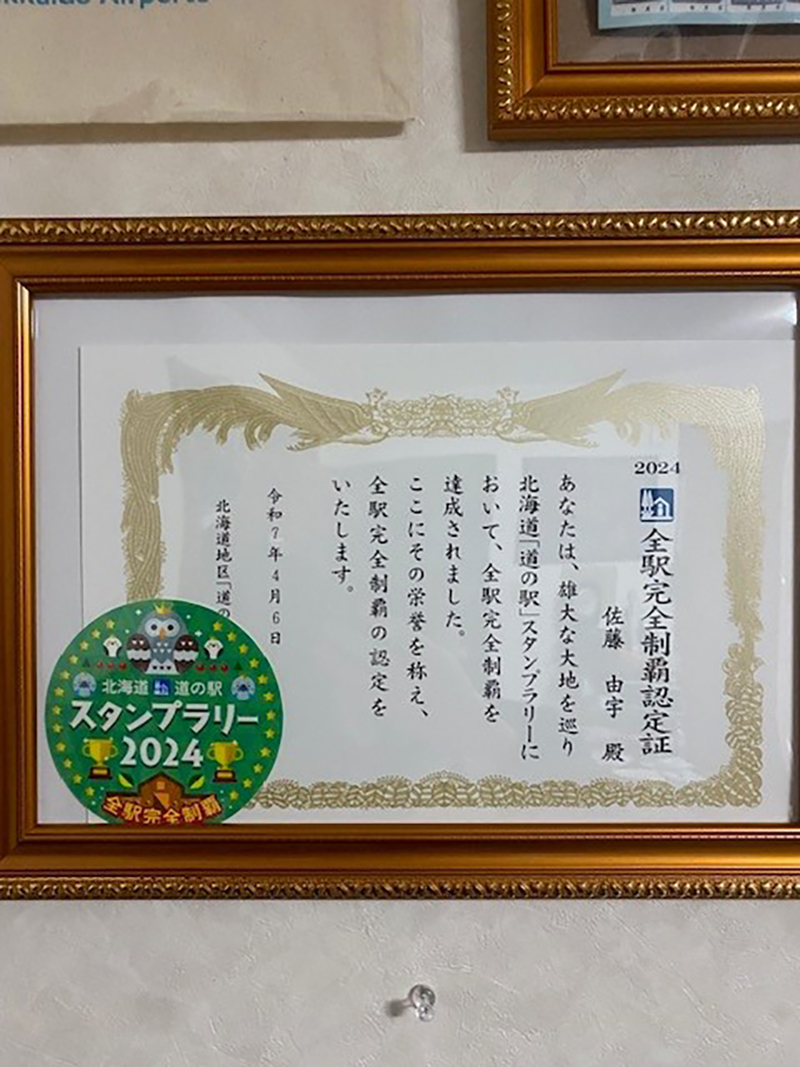 Hokkaido Airports
2024
全駅完全制覇認定証
佐藤 由宇 殿
あなたは、雄大な大地を巡り
北海道「道の駅」スタンプラリーに
おいて、全駅完全制覇を
達成されました。
ここにその栄誉を称え、
全駅完全制覇の認定を
いたします。
令和7年4月6日
北海道地区「道の
北海道 道の駅
スタンプラリー
2024
全駅完全制覇